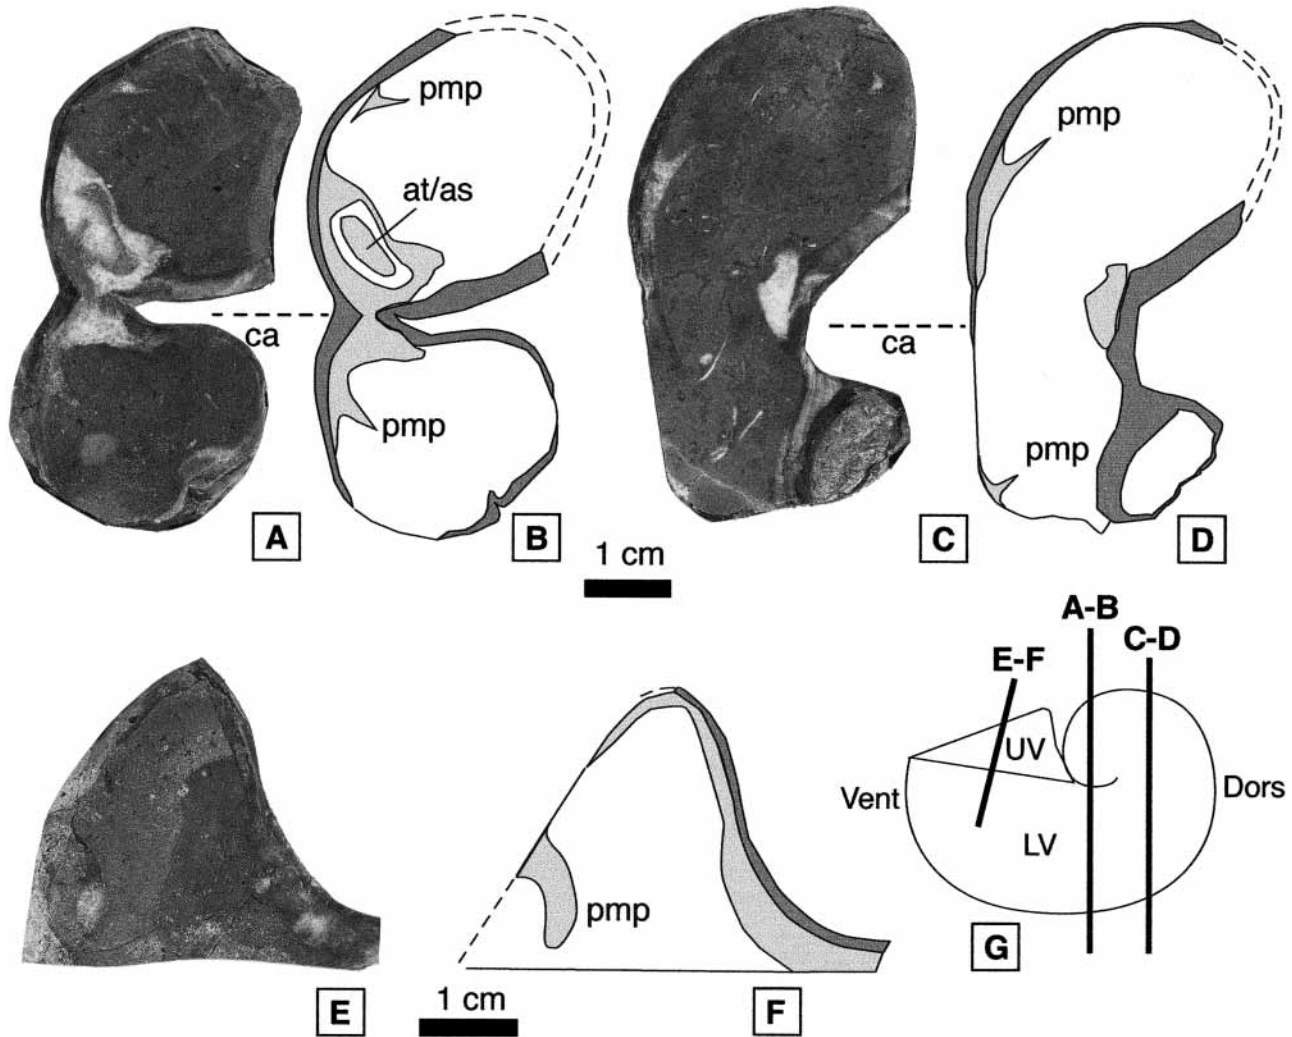 pmp
at/as
ca
pmp
A
B
pmp
ca
pmp
C
D
1 cm
A-B
C-D
E-F
UV
Vent
Dors
LV
G
pmp
E
1 cm
F